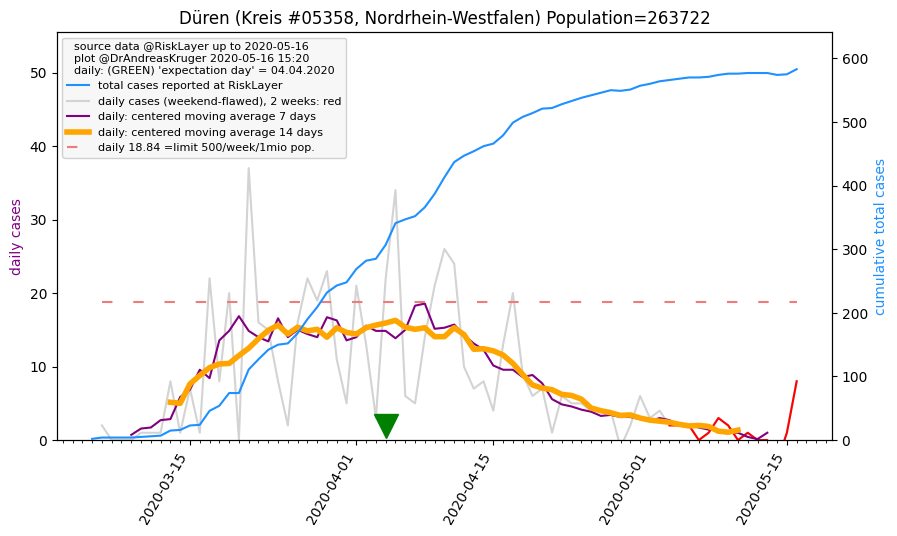 Düren (Kreis #05358, Nordrhein-Westfalen) Population=263722
source data @RiskLayer up to 2020-05-16
plot @DrAndreasKruger 2020-05-16 15:20
daily: (GREEN) 'expectation day' = 04.04.2020
total cases reported at RiskLayer
daily cases (weekend-flawed), 2 weeks: red
daily: centered moving average 7 days
daily: centered moving average 14 days
daily 18.84 =limit 500/week/1mio pop.
daily cases
50
40
30
20
10
0
cumulative total cases
600
500
400
300
200
100
0
2020-03-15
2020-04-01
2020-04-15
2020-05-01
2020-05-15